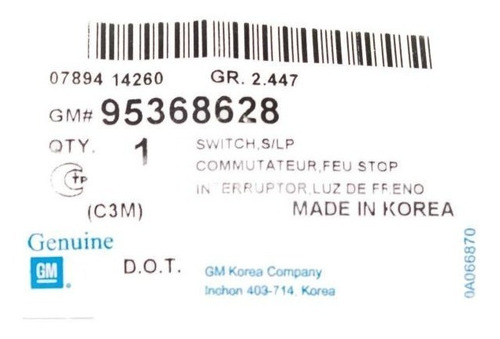 07894 14260 GR. 2.447
GM# 95368628
QTY. 1 SWITCH,S/LP
COMMUTATEUR,FEU STOP
INTERRUPTOR,LUZ DE FRENO
(C3M) MADE IN KOREA
Genuine
GM
D.O.T. GM Korea Company
Inchon 403-714, Korea
0A066870